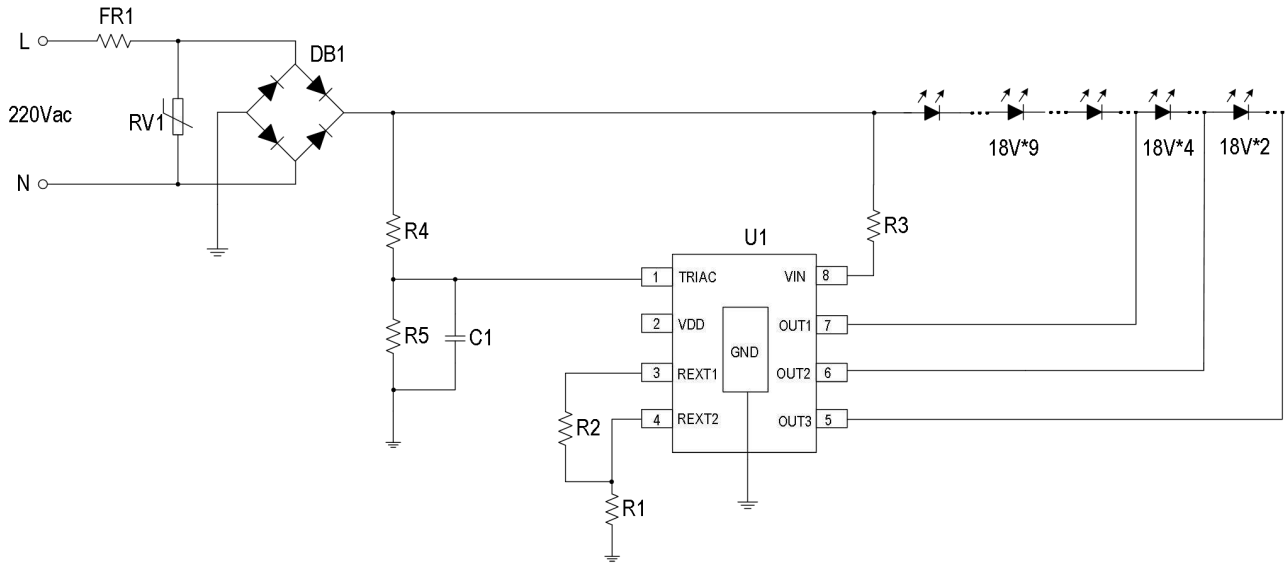 FR1
L
DB1
220Vac
RV1
N
18V*9
18V*4
18V*2
R4
R3
U1
1
TRIAC
VIN
8
2
VDD
OUT1
7
R5
C1
GND
3
REXT1
OUT2
6
4
REXT2
OUT3
5
R2
R1